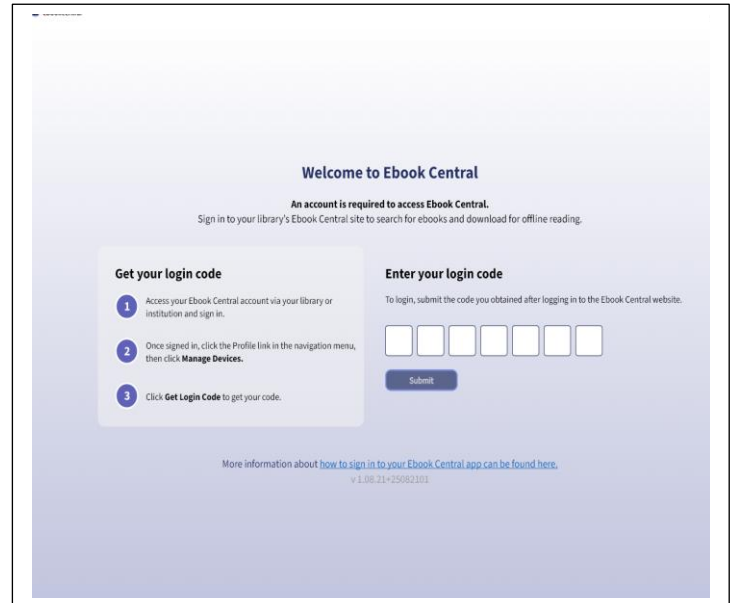 Welcome to Ebook Central
An account is required to access Ebook Central.
Sign in to your library's Ebook Central site to search for ebooks and download for offline reading.
Get your login code
1 Access your Ebook Central account via your library or
institution and sign in.
2 Once signed in, click the Profile link in the navigation menu,
then click Manage Devices.
3 Click Get Login Code to get your code.
Enter your login code
To login, submit the code you obtained after logging in to the Ebook Central website.
Submit
More information about how to sign in to your Ebook Central app can be found here.
v 1.08.21+25082101